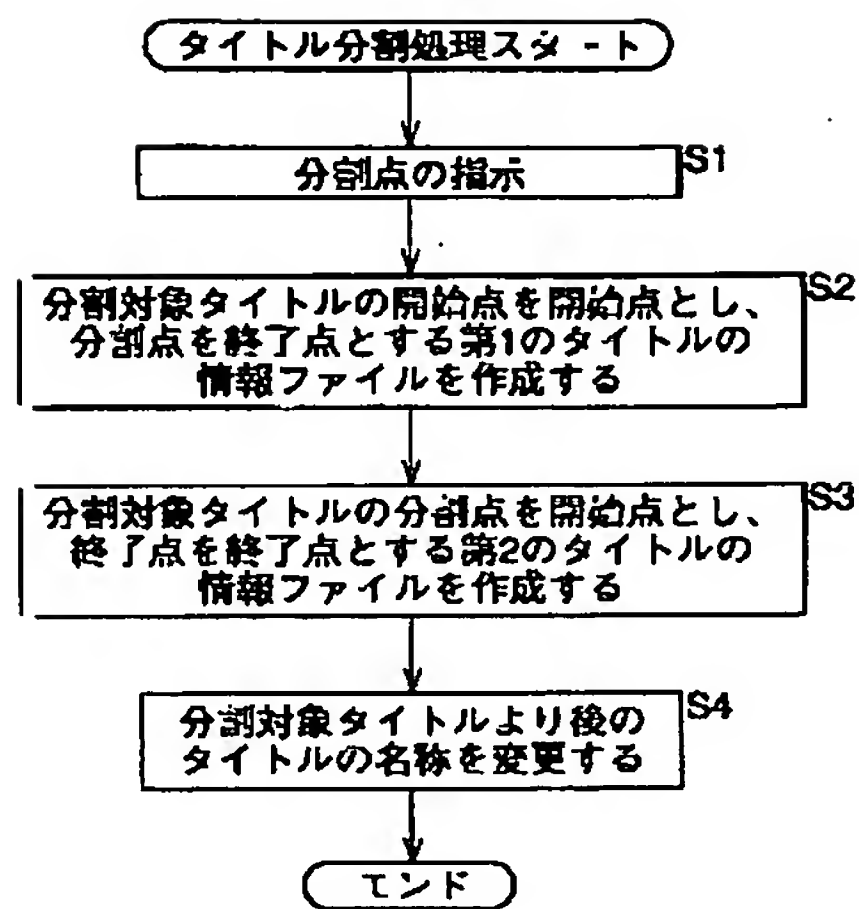 タイトル分割処理スタート
分割点の指示
S1
分割対象タイトルの開始点を開始点とし、
分割点を終了点とする第1のタイトルの
情報ファイルを作成する
S2
分割対象タイトルの分割点を開始点とし、
終了点を終了点とする第2のタイトルの
情報ファイルを作成する
S3
分割対象タイトルより後の
タイトルの名称を変更する
S4
エンド